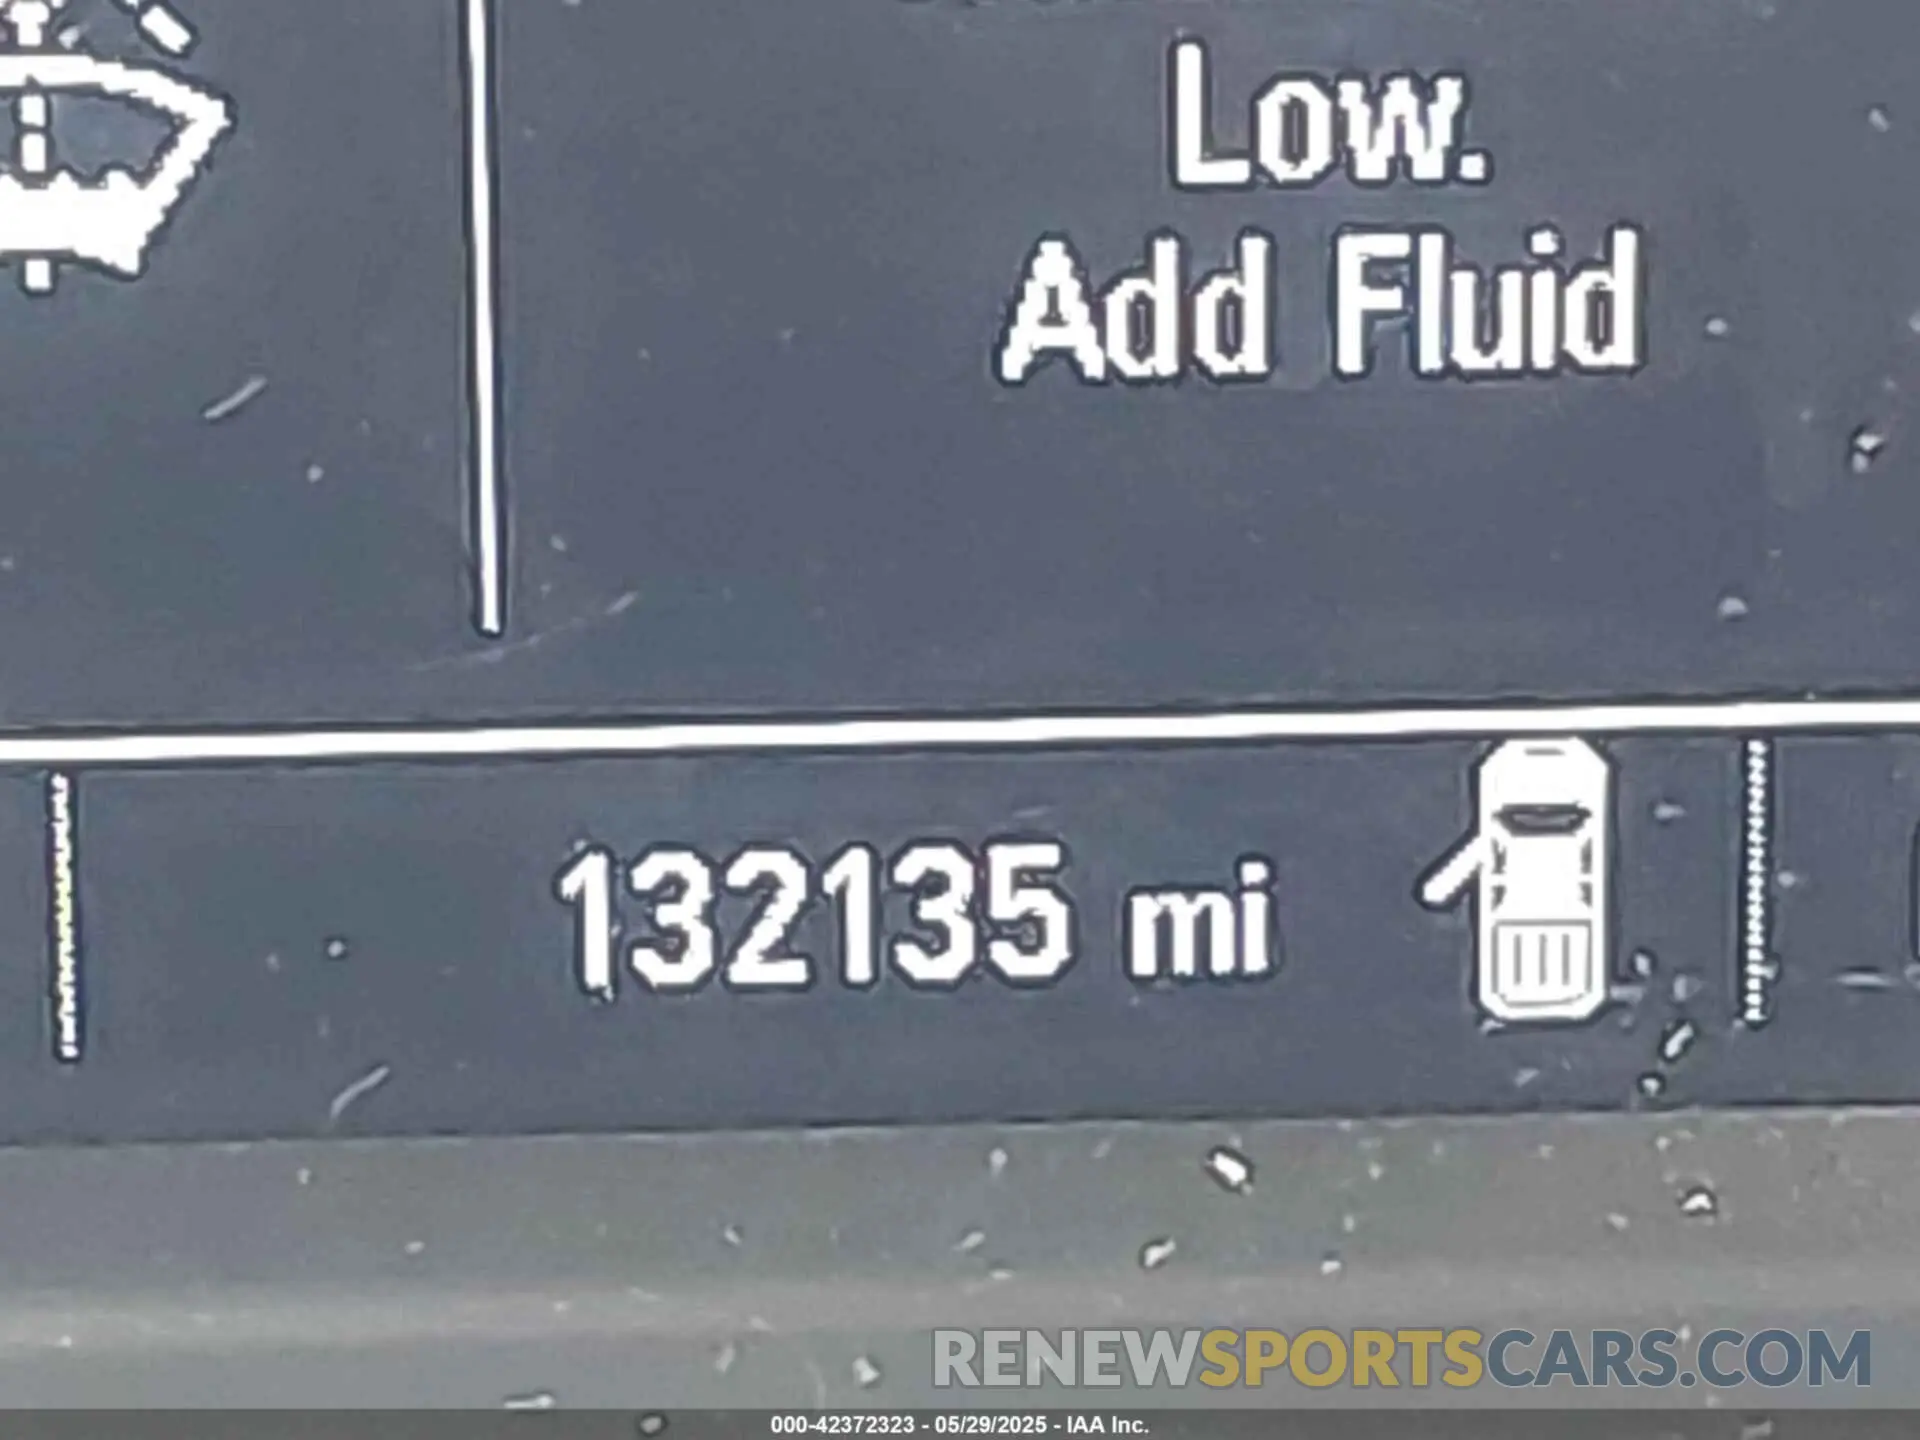 Low.
Add Fluid
132135 mi
RENEWSPORTSCARS.COM
000-42372323 - 05/29/2025 - IAA Inc.